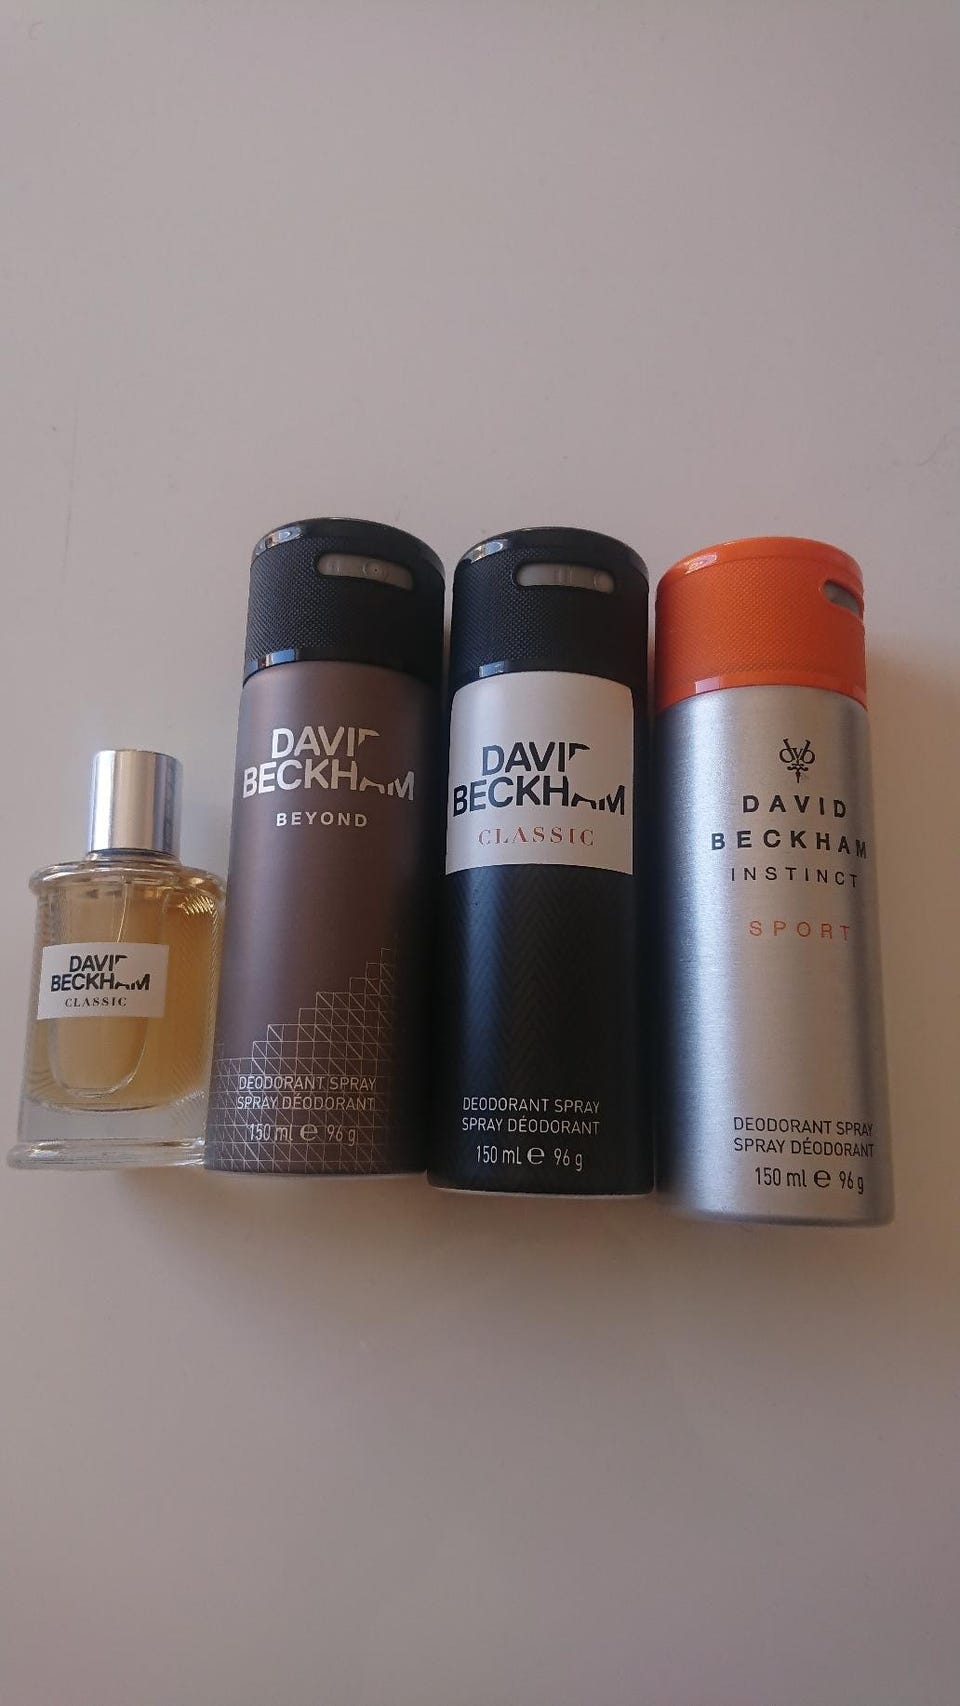 DAVID
BECKHAM
CLASSIC
DAVID
BECKHAM
BEYOND
DEODORANT SPRAY
SPRAY DÉODORANT
150 ml e 96 g
DAVID
BECKHAM
CLASSIC
DEODORANT SPRAY
SPRAY DÉODORANT
150 mL e 96 g
DVB
DAVID
BECKHAM
INSTINCT
SPORT
DEODORANT SPRAY
SPRAY DÉODORANT
150 ml e 96 g